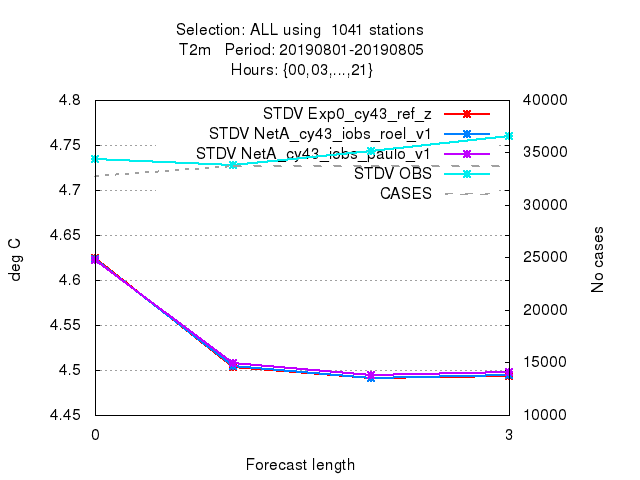 Selection: ALL using  1041 stations
T2m   Period: 20190801-20190805
Hours: {00,03,...,21}
4.8
4.75
4.7
4.65
4.6
4.55
4.5
4.45
40000
35000
30000
25000
20000
15000
10000
STDV Exp0_cy43_ref_z
STDV NetA_cy43_iobs_roel_v1
STDV NetA_cy43_iobs_paulo_v1
STDV OBS
CASES
deg C
No cases
0
3
Forecast length